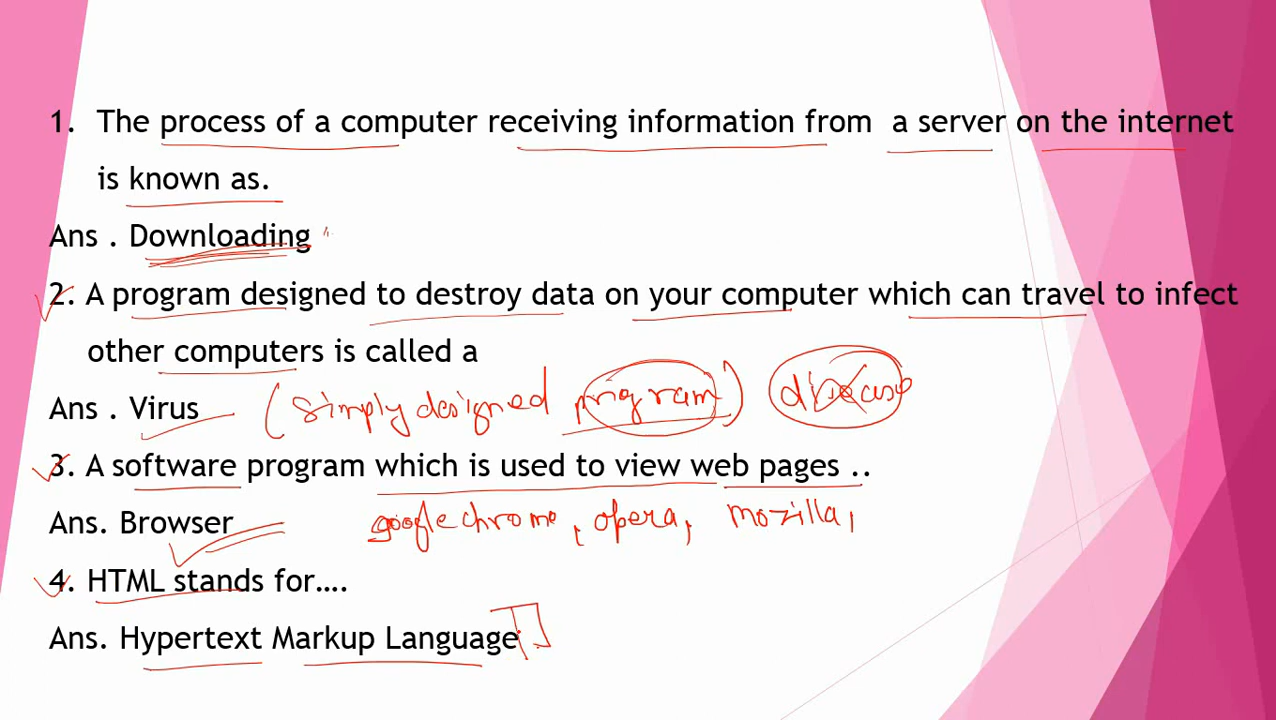 1. The process of a computer receiving information from a server on the internet
is known as.
Ans . Downloading
2. A program designed to destroy data on your computer which can travel to infect
other computers is called a
Ans . Virus (simply designed program) disease
3. A software program which is used to view web pages ..
Ans. Browser google chrome, opera, mozilla,
4. HTML stands for....
Ans. Hypertext Markup Language